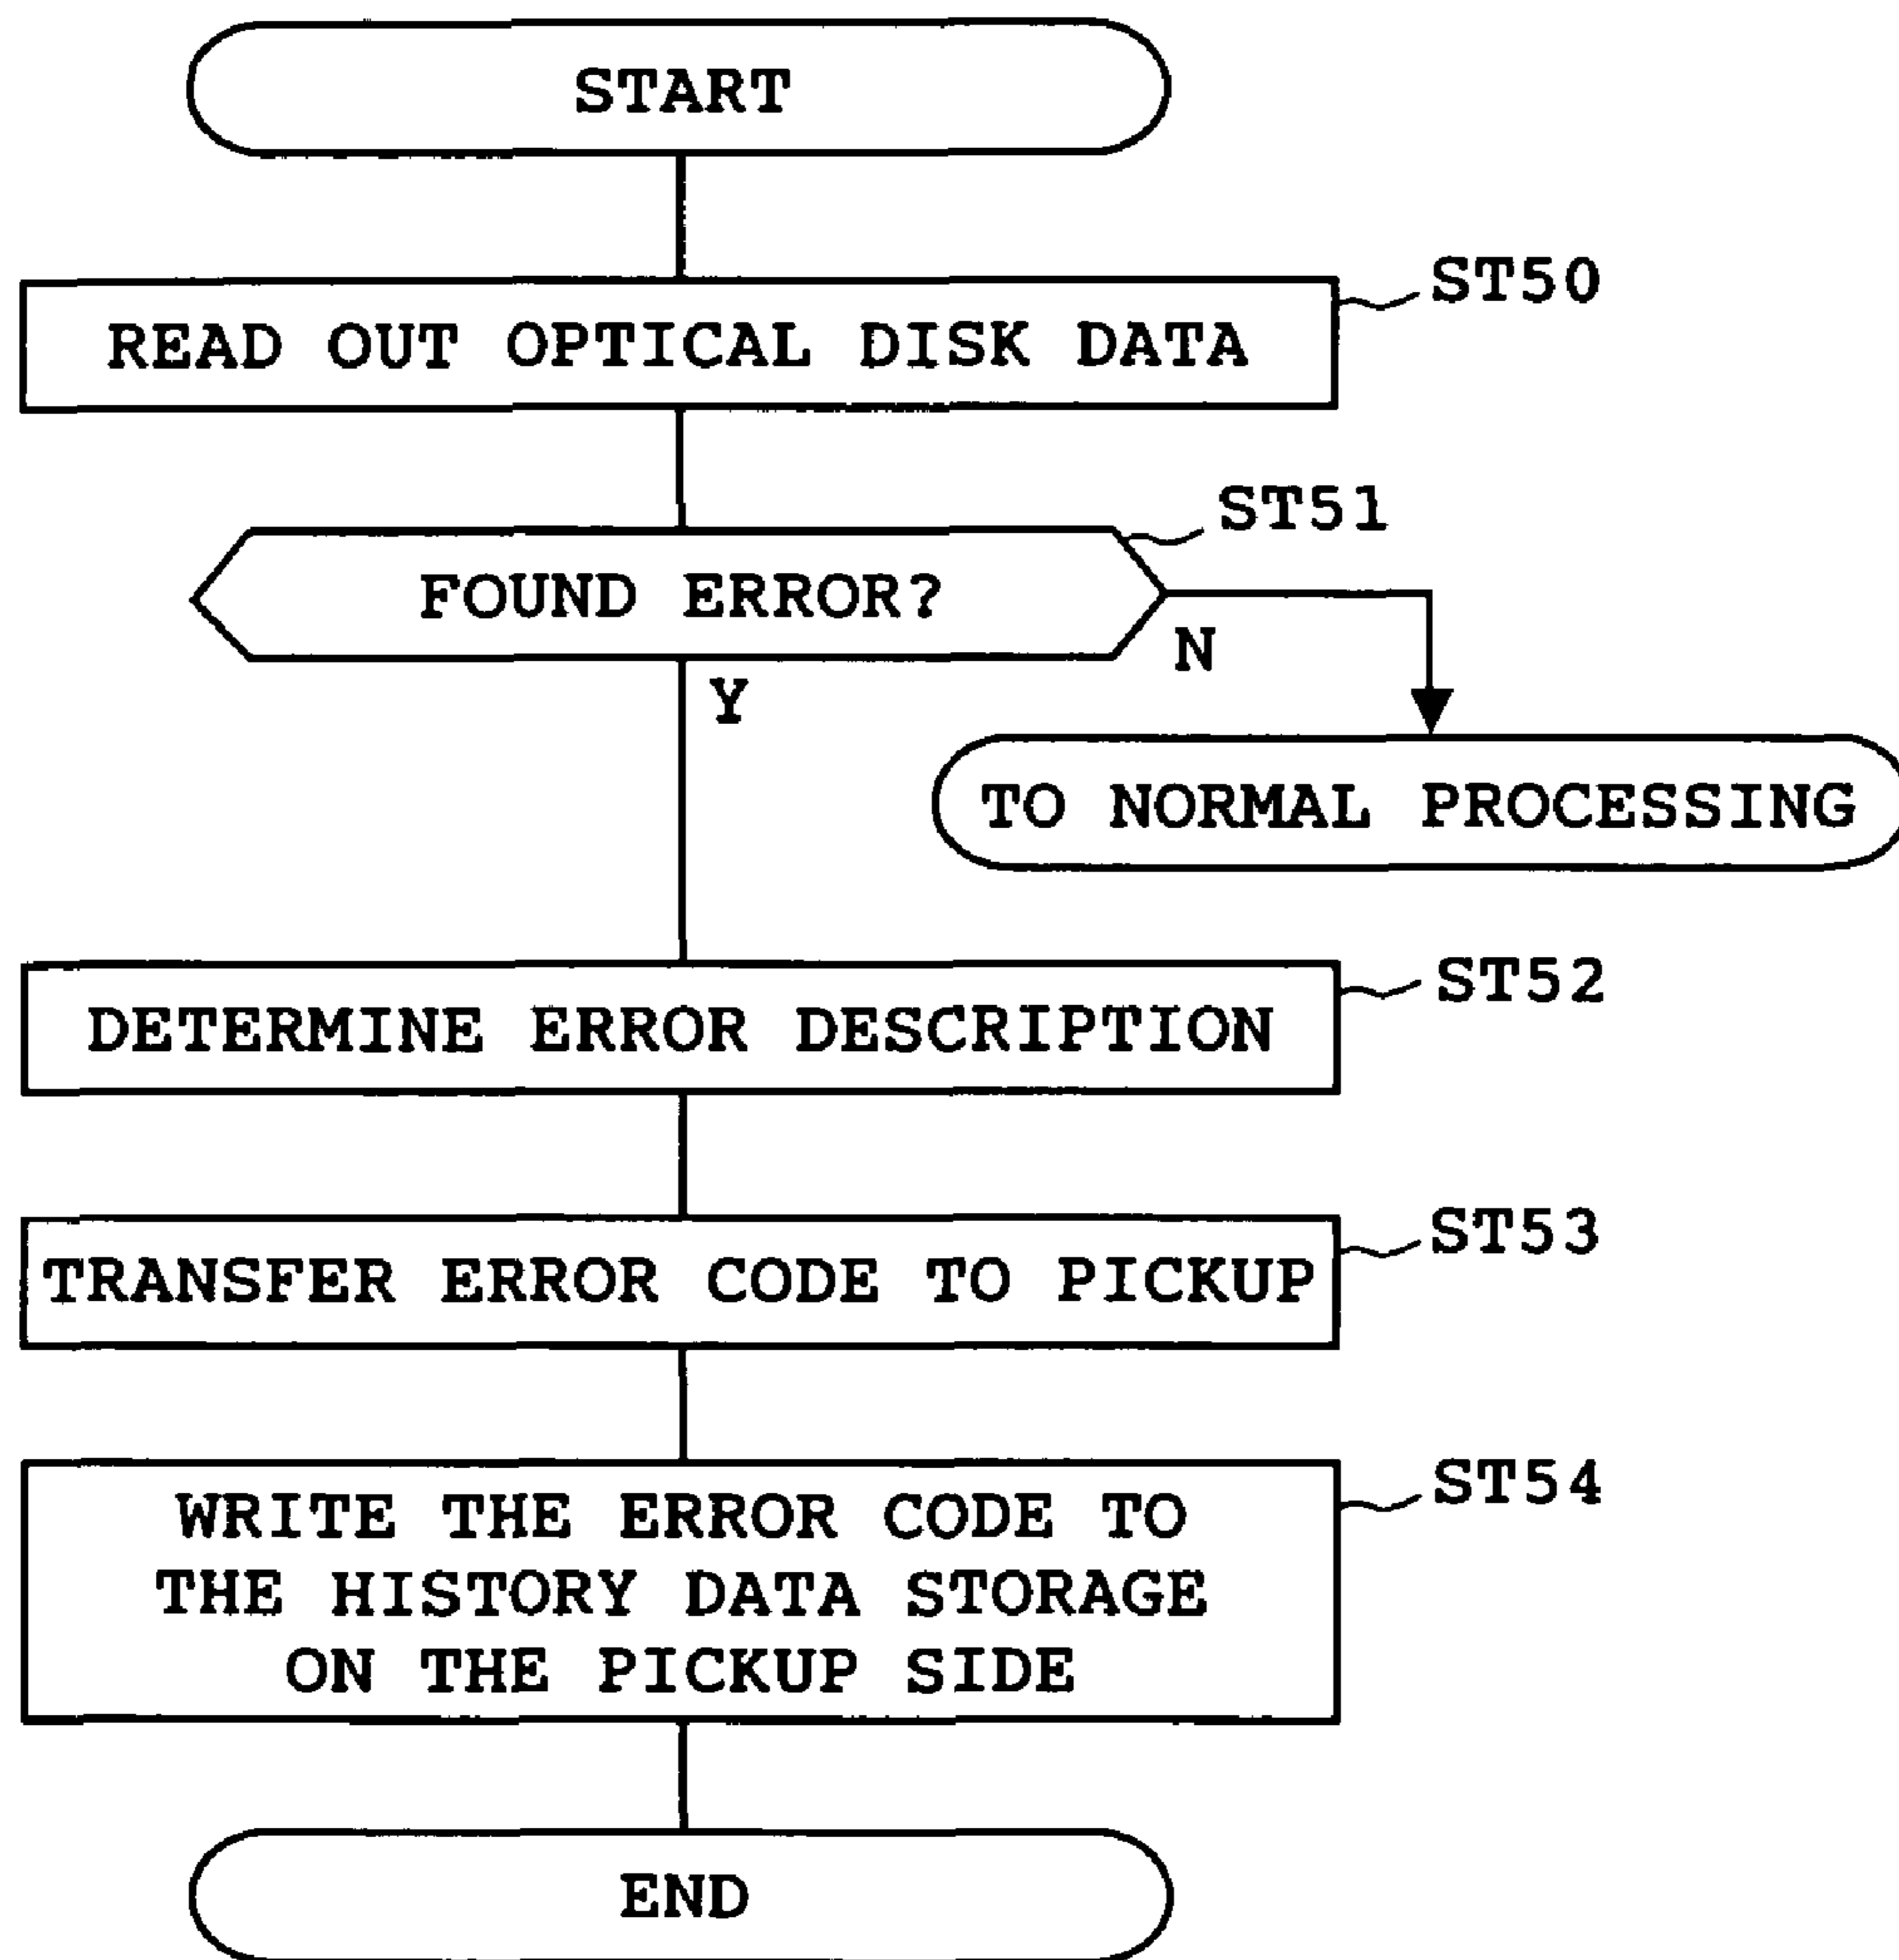 START
ST50
READ OUT OPTICAL DISK DATA
ST51
FOUND ERROR?
N
Y
TO NORMAL PROCESSING
ST52
DETERMINE ERROR DESCRIPTION
ST53
TRANSFER ERROR CODE TO PICKUP
ST54
WRITE THE ERROR CODE TO
THE HISTORY DATA STORAGE
ON THE PICKUP SIDE
END